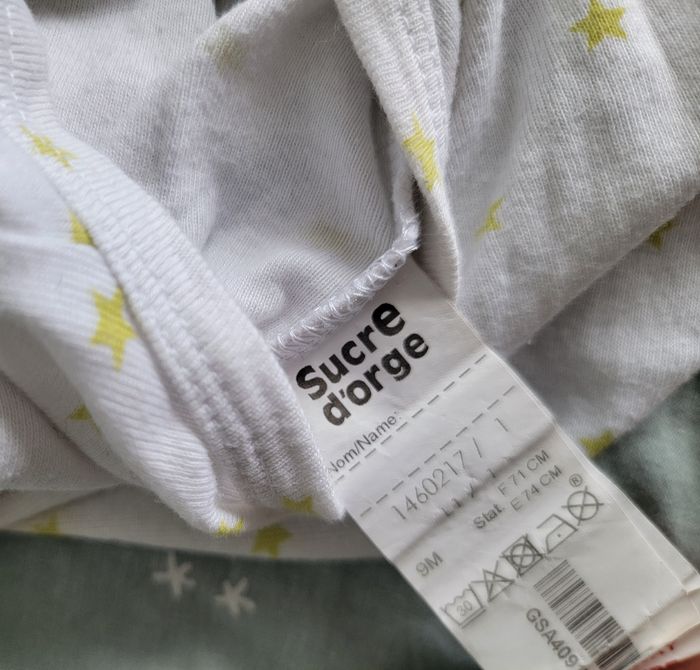 Sucre
d'orge
Nom/Name:
1460217/ 1
Stat. F 71 CM
E 74 CM
9M
30
®
GSA409